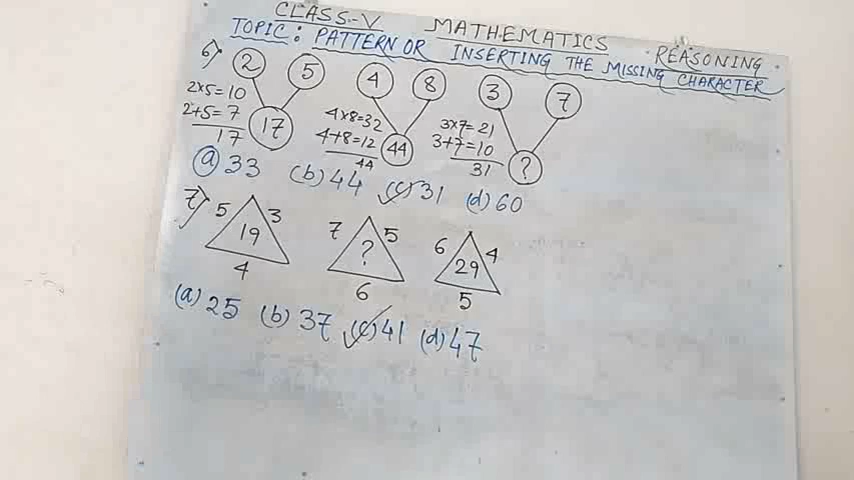 CLASS-V MATHEMATICS REASONING
TOPIC: PATTERN OR INSERTING THE MISSING CHARACTER
6) 2 5 4 8 3 7
2×5=10 4×8=32 3×7=21
2+5=7 4+8=12 3+7=10
17 17 44 44 31 ?
(a) 33 (b) 44 (c) 31 (d) 60
7) 5 3 7 5 6 4
19 ? 29
4 6 5
(a) 25 (b) 37 (c) 41 (d) 47